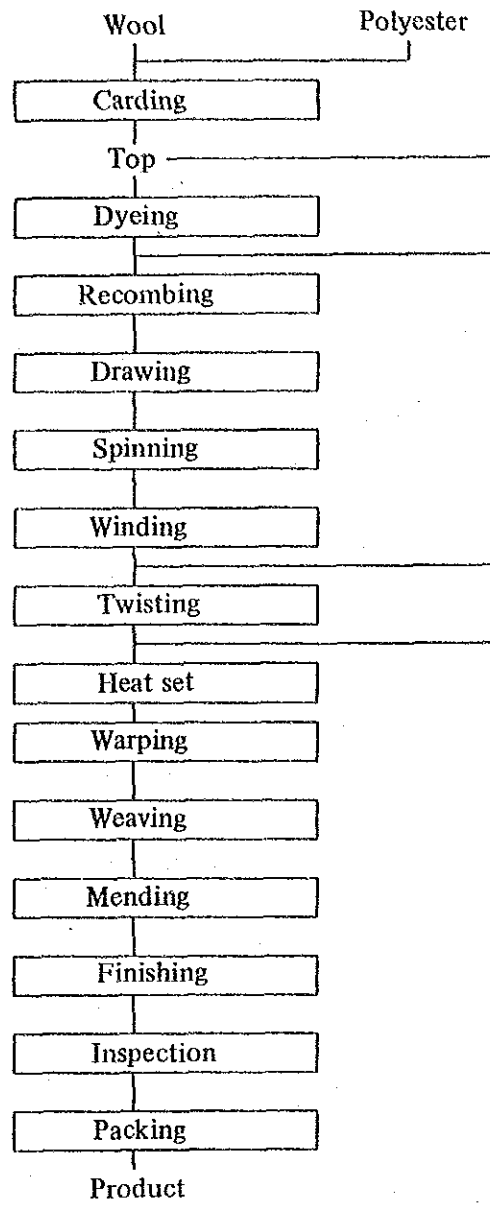 Wool Polyester
Carding
Top
Dyeing
Recombing
Drawing
Spinning
Winding
Twisting
Heat set
Warping
Weaving
Mending
Finishing
Inspection
Packing
Product